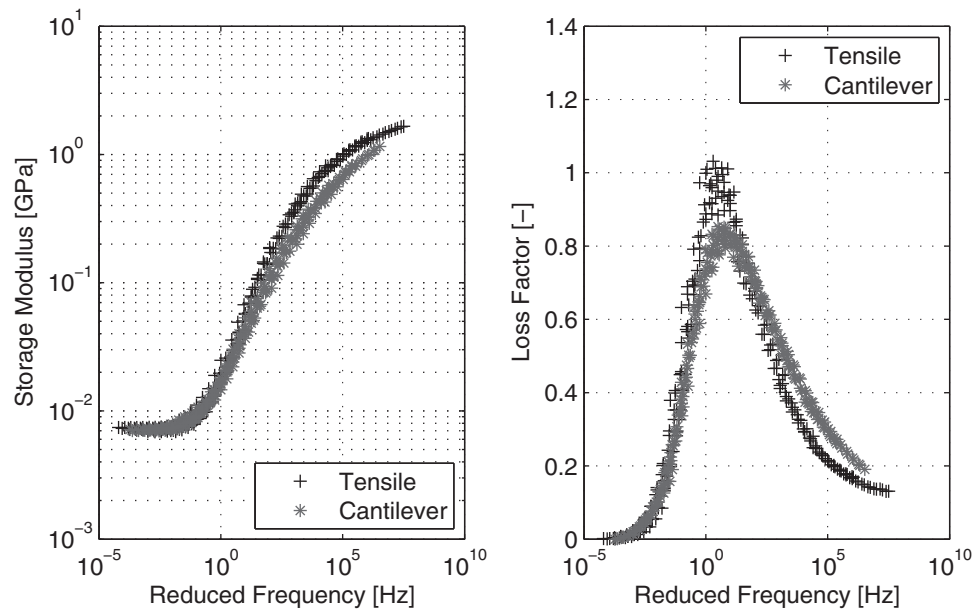 10^1
10^0
10^-1
10^-2
10^-3
Storage Modulus [GPa]
Tensile
Cantilever
10^-5
10^0
10^5
10^10
Reduced Frequency [Hz]
1.4
1.2
1
0.8
0.6
0.4
0.2
0
Loss Factor [−]
Tensile
Cantilever
10^-5
10^0
10^5
10^10
Reduced Frequency [Hz]